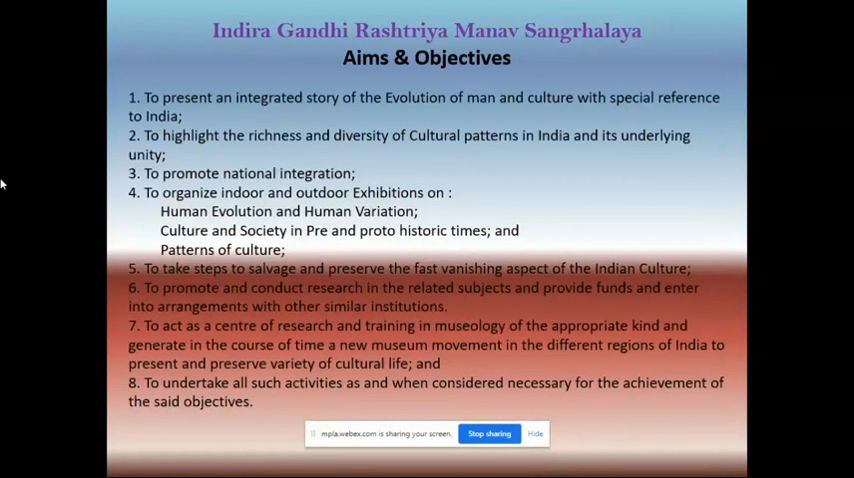 Indira Gandhi Rashtriya Manav Sangrhalaya
Aims & Objectives
1. To present an integrated story of the Evolution of man and culture with special reference
to India;
2. To highlight the richness and diversity of Cultural patterns in India and its underlying
unity;
3. To promote national integration;
4. To organize indoor and outdoor Exhibitions on :
Human Evolution and Human Variation;
Culture and Society in Pre and proto historic times; and
Patterns of culture;
5. To take steps to salvage and preserve the fast vanishing aspect of the Indian Culture;
6. To promote and conduct research in the related subjects and provide funds and enter
into arrangements with other similar institutions.
7. To act as a centre of research and training in museology of the appropriate kind and
generate in the course of time a new museum movement in the different regions of India to
present and preserve variety of cultural life; and
8. To undertake all such activities as and when considered necessary for the achievement of
the said objectives.
mpla.webex.com is sharing your screen. Stop sharing Hide